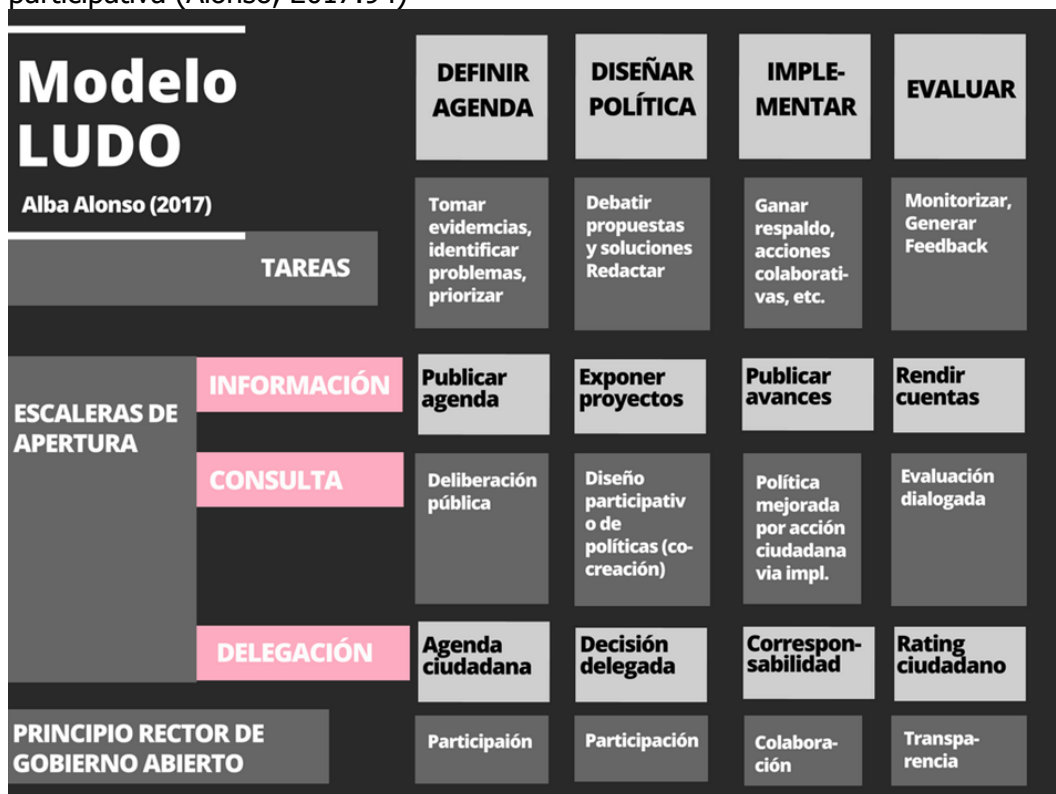 participativa (Alonso, 2017:94)
Modelo
LUDO
Alba Alonso (2017)
DEFINIR
AGENDA
DISEÑAR
POLÍTICA
IMPLE-
MENTAR
EVALUAR
TAREAS
Tomar
evidemcias,
identificar
problemas,
priorizar
Debatir
propuestas
y soluciones
Redactar
Ganar
respaldo,
acciones
colaborati-
vas, etc.
Monitorizar,
Generar
Feedback
ESCALERAS DE
APERTURA
INFORMACIÓN
Publicar
agenda
Exponer
proyectos
Publicar
avances
Rendir
cuentas
CONSULTA
Deliberación
pública
Diseño
participativ
o de
políticas (co-
creación)
Política
mejorada
por acción
ciudadana
via impl.
Evaluación
dialogada
DELEGACIÓN
Agenda
ciudadana
Decisión
delegada
Correspon-
sabilidad
Rating
ciudadano
PRINCIPIO RECTOR DE
GOBIERNO ABIERTO
Participaión
Participación
Colabora-
ción
Transpa-
rencia